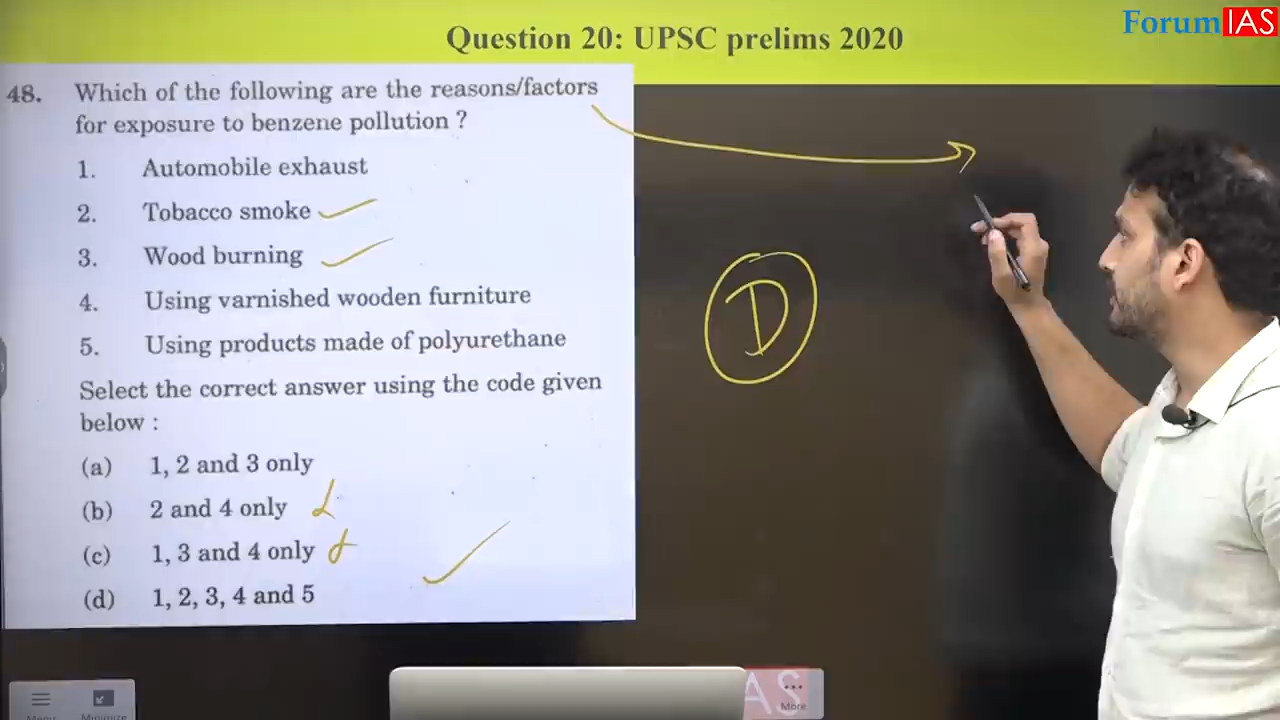 Question 20: UPSC prelims 2020
ForumIAS
48. Which of the following are the reasons/factors
for exposure to benzene pollution ?
1. Automobile exhaust
2. Tobacco smoke
3. Wood burning
4. Using varnished wooden furniture
5. Using products made of polyurethane
Select the correct answer using the code given
below :
(a) 1, 2 and 3 only
(b) 2 and 4 only
(c) 1, 3 and 4 only
(d) 1, 2, 3, 4 and 5
D
Menu
Minimize
AS
More